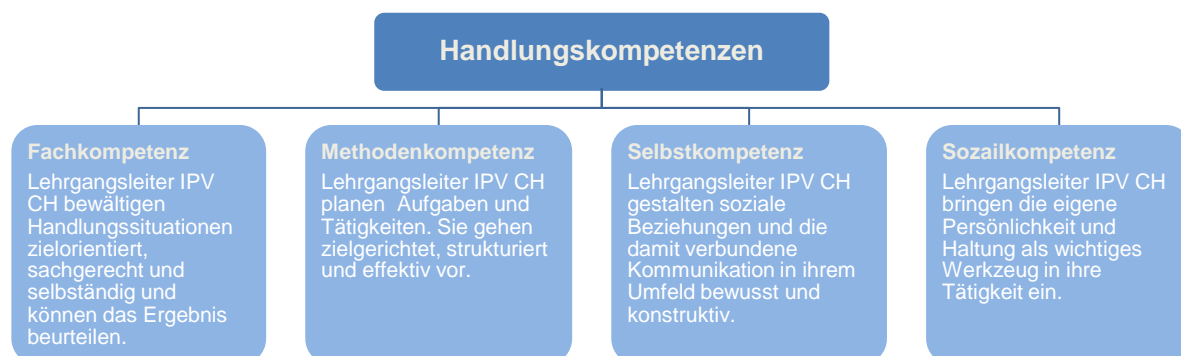 Handlungskompetenzen
Fachkompetenz
Lehrgangsleiter IPV
CH bewältigen
Handlungssituationen
zielorientiert,
sachgerecht und
selbständig und
können das Ergebnis
beurteilen.
Methodenkompetenz
Lehrgangsleiter IPV CH
planen  Aufgaben und
Tätigkeiten. Sie gehen
zielgerichtet, strukturiert
und effektiv vor.
Selbstkompetenz
Lehrgangsleiter IPV CH
gestalten soziale
Beziehungen und die
damit verbundene
Kommunikation in ihrem
Umfeld bewusst und
konstruktiv.
Sozailkompetenz
Lehrgangsleiter IPV CH
bringen die eigene
Persönlichkeit und
Haltung als wichtiges
Werkzeug in ihre
Tätigkeit ein.